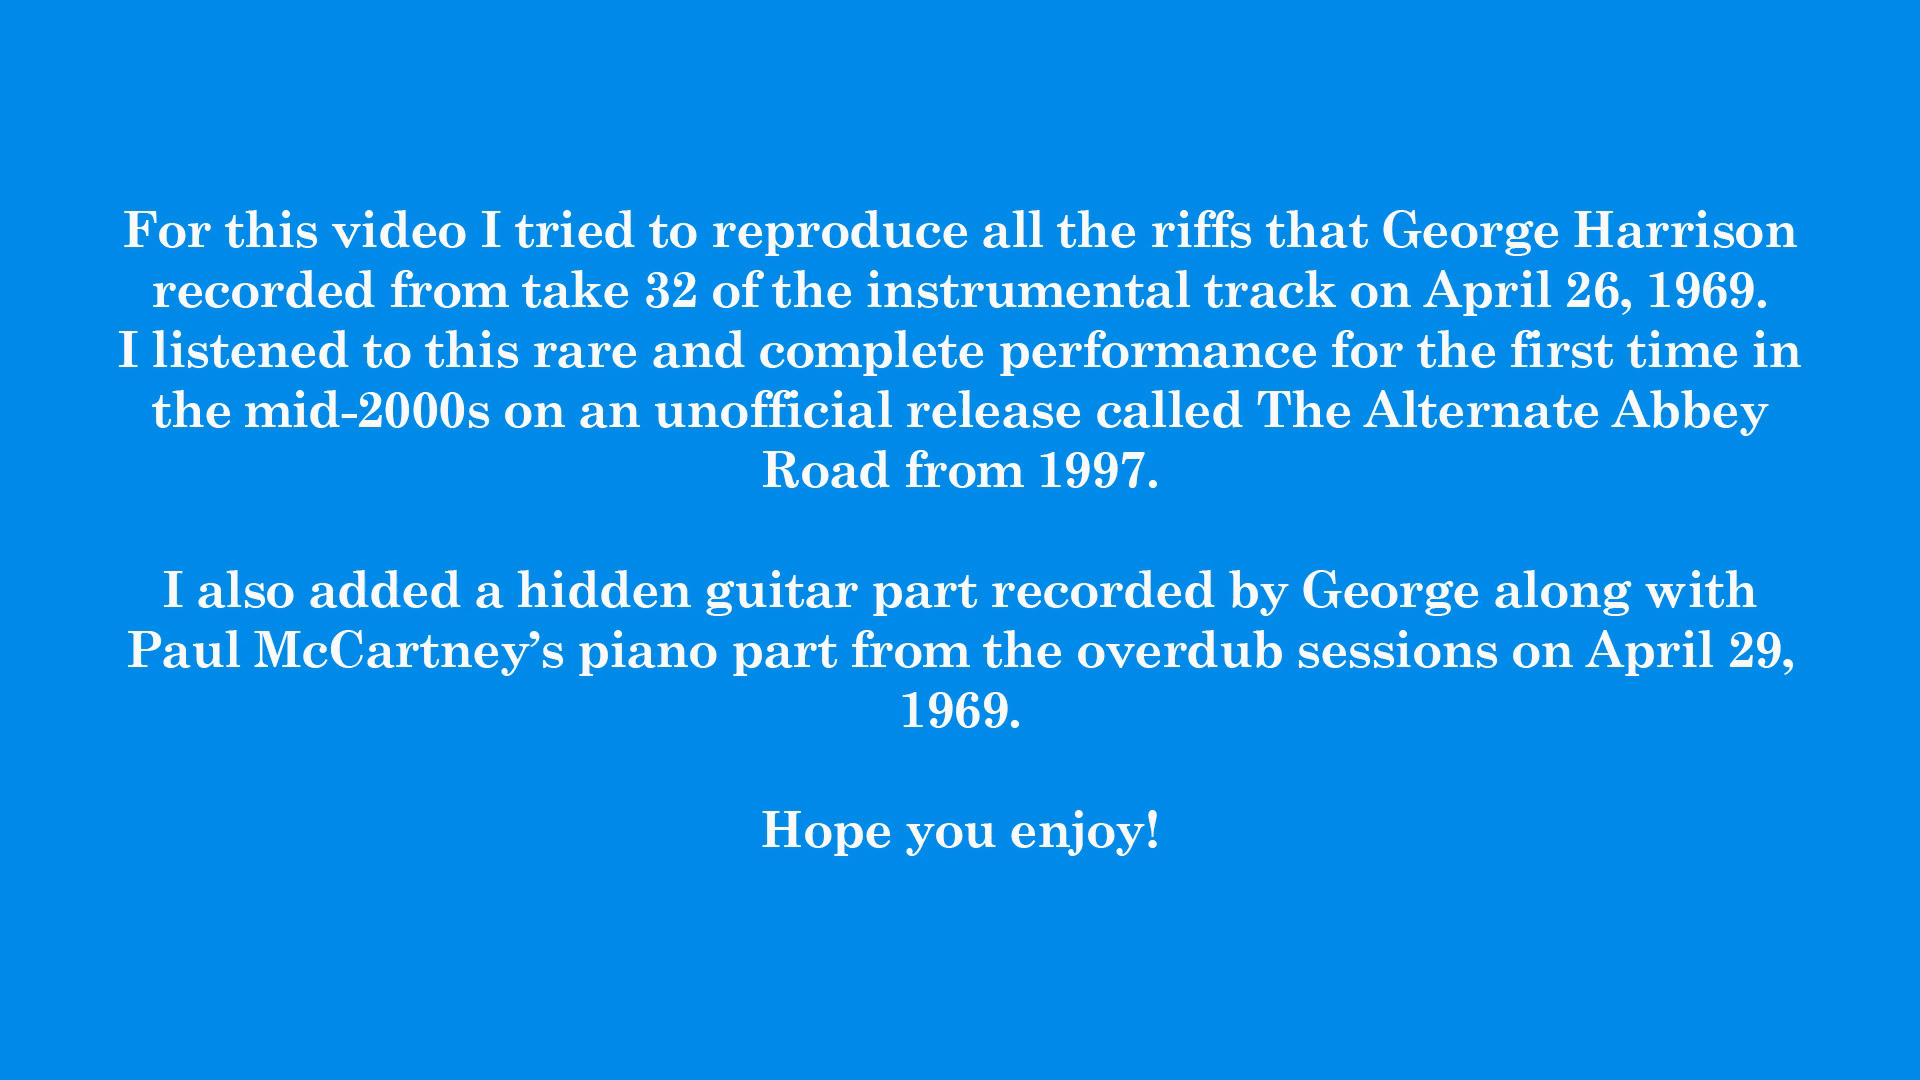 For this video I tried to reproduce all the riffs that George Harrison
recorded from take 32 of the instrumental track on April 26, 1969.
I listened to this rare and complete performance for the first time in
the mid-2000s on an unofficial release called The Alternate Abbey
Road from 1997.
I also added a hidden guitar part recorded by George along with
Paul McCartney’s piano part from the overdub sessions on April 29,
1969.
Hope you enjoy!